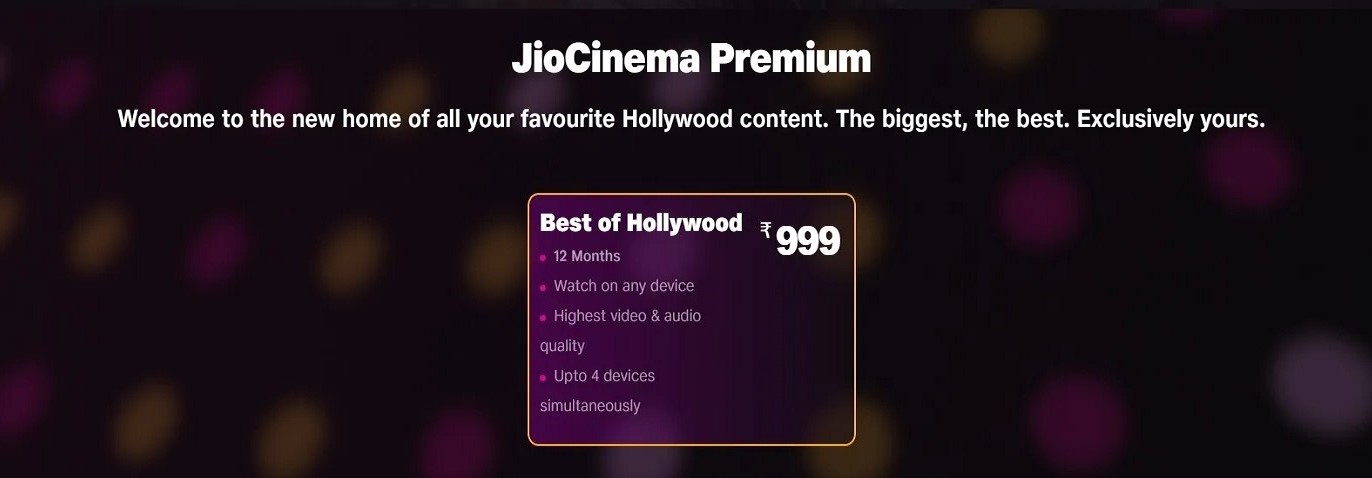 JioCinema Premium
Welcome to the new home of all your favourite Hollywood content. The biggest, the best. Exclusively yours.
Best of Hollywood ₹999
12 Months
Watch on any device
Highest video & audio
quality
Upto 4 devices
simultaneously